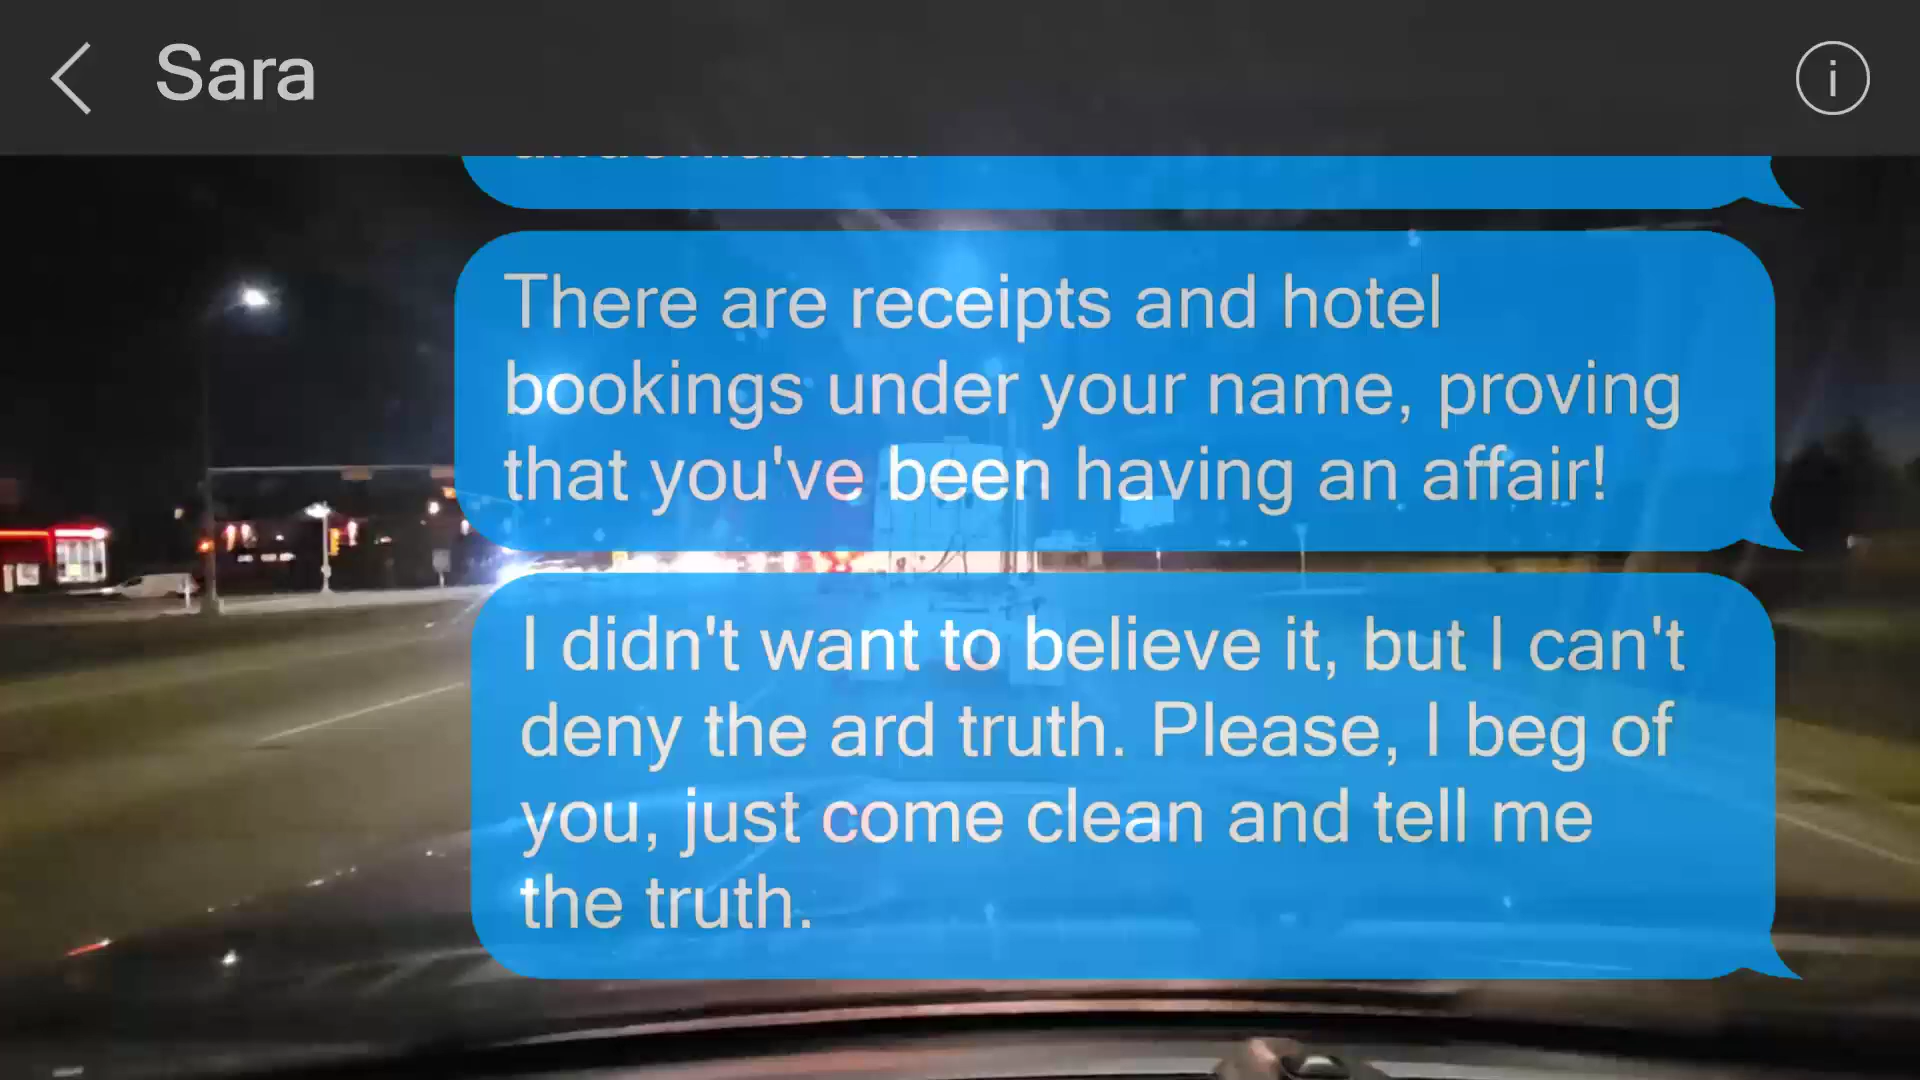 Sara
There are receipts and hotel
bookings under your name, proving
that you've been having an affair!
I didn't want to believe it, but I can't
deny the ard truth. Please, I beg of
you, just come clean and tell me
the truth.